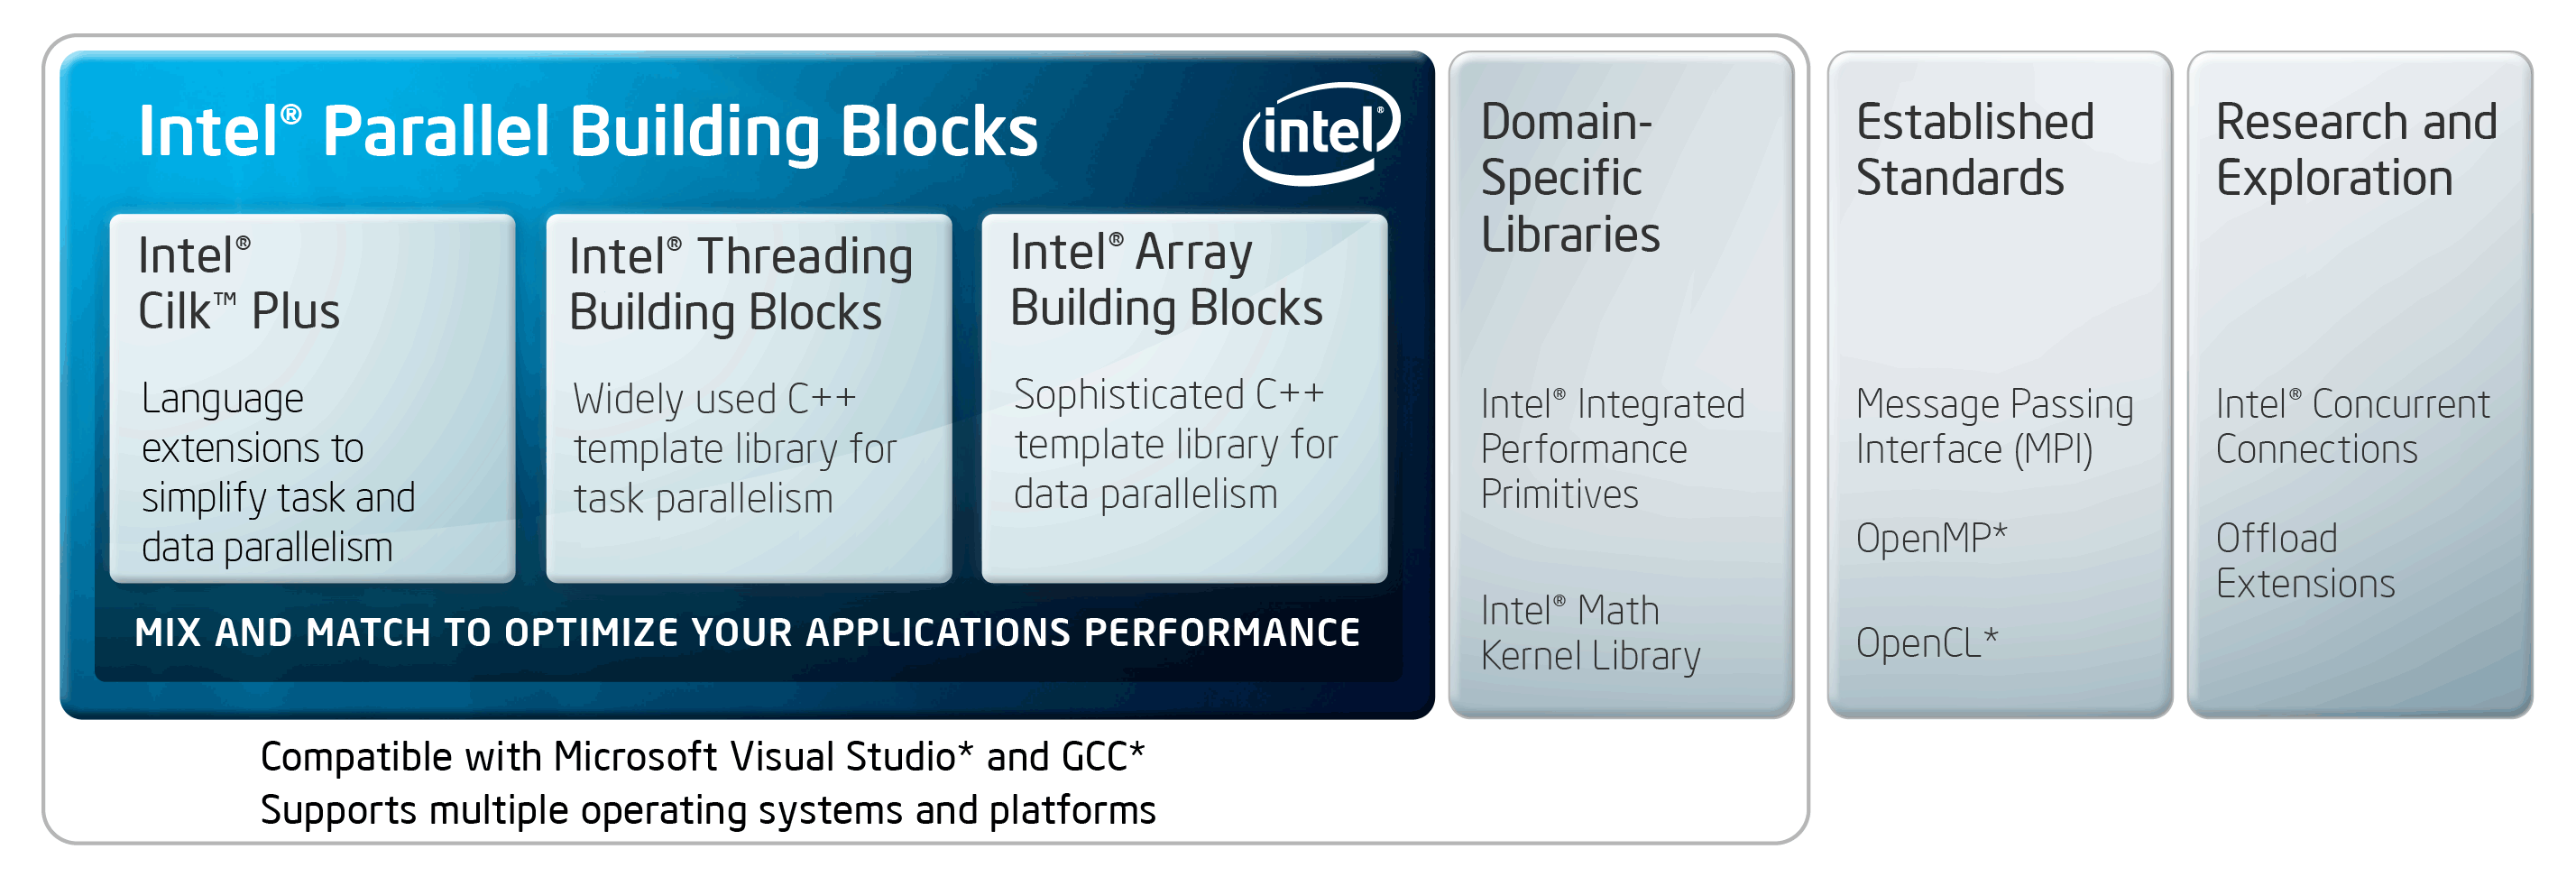 Intel® Parallel Building Blocks
intel®
Intel®
Cilk™ Plus
Language
extensions to
simplify task and
data parallelism
Intel® Threading
Building Blocks
Widely used C++
template library for
task parallelism
Intel® Array
Building Blocks
Sophisticated C++
template library for
data parallelism
MIX AND MATCH TO OPTIMIZE YOUR APPLICATIONS PERFORMANCE
Compatible with Microsoft Visual Studio* and GCC*
Supports multiple operating systems and platforms
Domain-
Specific
Libraries
Intel® Integrated
Performance
Primitives
Intel® Math
Kernel Library
Established
Standards
Message Passing
Interface (MPI)
OpenMP*
OpenCL*
Research and
Exploration
Intel® Concurrent
Connections
Offload
Extensions